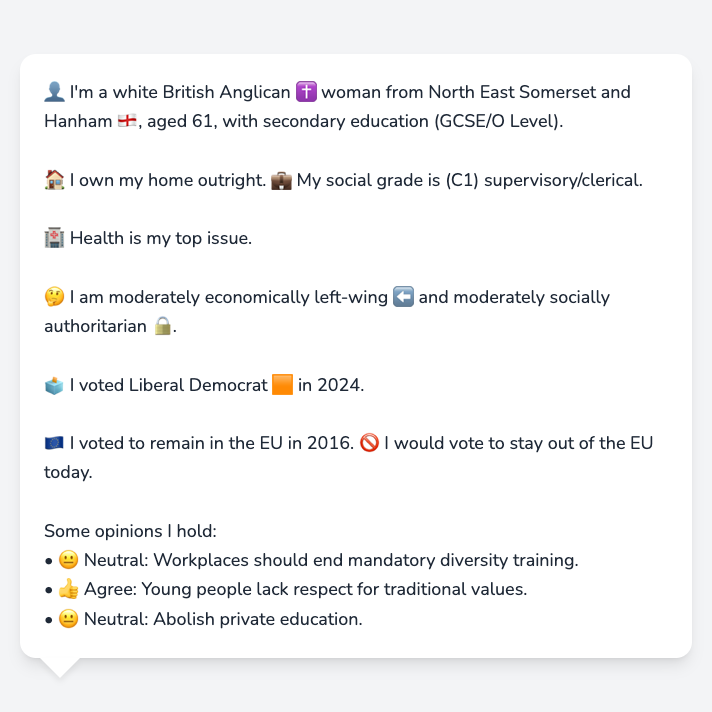 👤 I'm a white British Anglican ✝️ woman from North East Somerset and
Hanham 🏴󠁧󠁢󠁥󠁮󠁧󠁿, aged 61, with secondary education (GCSE/O Level).
🏠 I own my home outright. 💼 My social grade is (C1) supervisory/clerical.
🏥 Health is my top issue.
🤔 I am moderately economically left-wing ⬅️ and moderately socially
authoritarian 🔒.
🗳️ I voted Liberal Democrat 🟧 in 2024.
🇪🇺 I voted to remain in the EU in 2016. 🚫 I would vote to stay out of the EU
today.
Some opinions I hold:
• 😐 Neutral: Workplaces should end mandatory diversity training.
• 👍 Agree: Young people lack respect for traditional values.
• 😐 Neutral: Abolish private education.